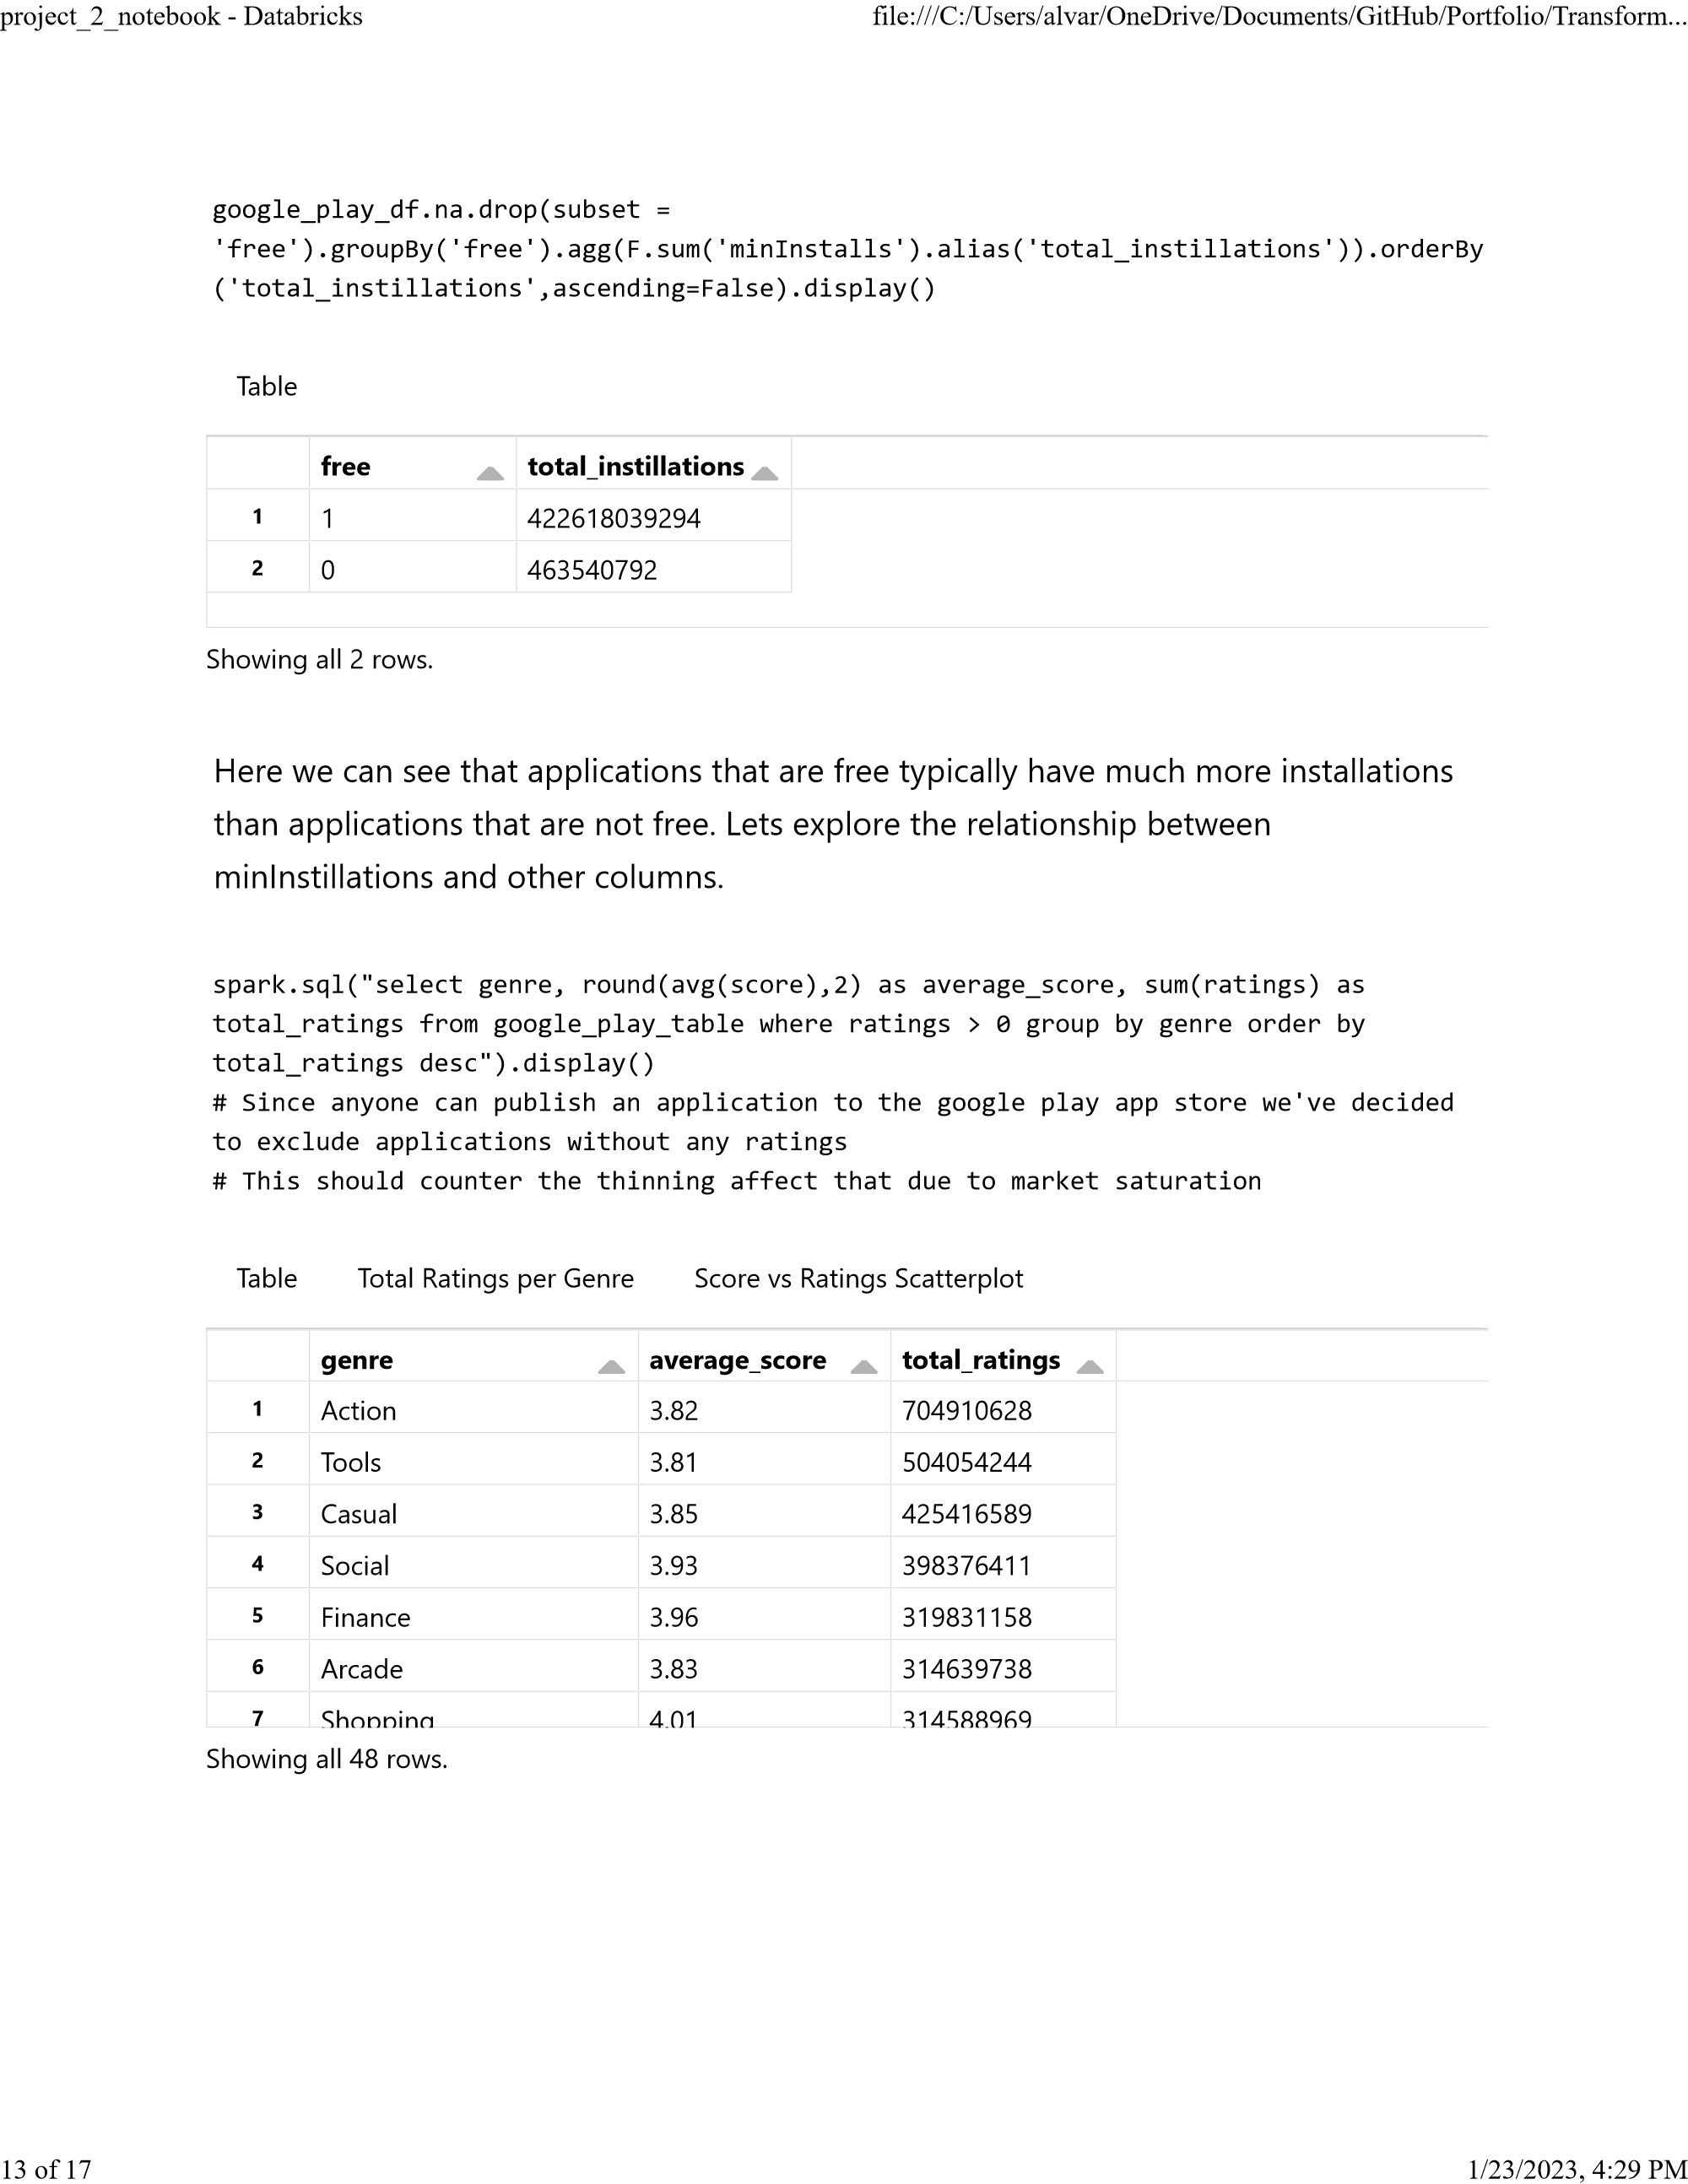 project_2_notebook - Databricks
file:///C:/Users/alvar/OneDrive/Documents/GitHub/Portfolio/Transform...
google_play_df.na.drop(subset =
'free').groupBy('free').agg(F.sum('minInstalls').alias('total_instillations')).orderBy
('total_instillations',ascending=False).display()
Table
free total_instillations
1 1 422618039294
2 0 463540792
Showing all 2 rows.
Here we can see that applications that are free typically have much more installations
than applications that are not free. Lets explore the relationship between
minInstillations and other columns.
spark.sql("select genre, round(avg(score),2) as average_score, sum(ratings) as
total_ratings from google_play_table where ratings > 0 group by genre order by
total_ratings desc").display()
# Since anyone can publish an application to the google play app store we've decided
to exclude applications without any ratings
# This should counter the thinning affect that due to market saturation
Table Total Ratings per Genre Score vs Ratings Scatterplot
genre average_score total_ratings
1 Action 3.82 704910628
2 Tools 3.81 504054244
3 Casual 3.85 425416589
4 Social 3.93 398376411
5 Finance 3.96 319831158
6 Arcade 3.83 314639738
7 Shopping 4.01 314588969
Showing all 48 rows.
13 of 17
1/23/2023, 4:29 PM